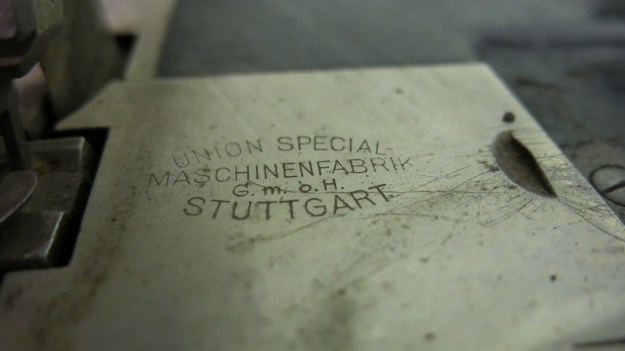 UNION SPECIAL-
MASCHINENFABRIK
G.m.b.H.
STUTTGART